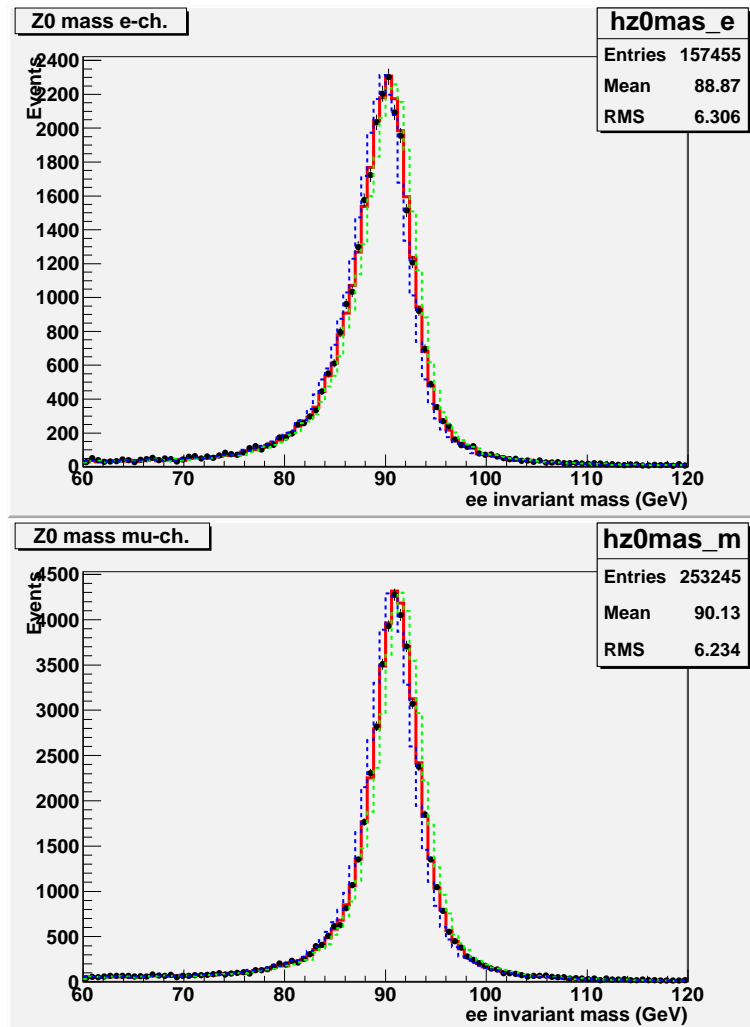 Z0 mass e-ch.
hz0mas_e
Entries 157455
Mean 88.87
RMS 6.306
Events
2400
2200
2000
1800
1600
1400
1200
1000
800
600
400
200
0
60 70 80 90 100 110 120
ee invariant mass (GeV)
Z0 mass mu-ch.
hz0mas_m
Entries 253245
Mean 90.13
RMS 6.234
Events
4500
4000
3500
3000
2500
2000
1500
1000
500
0
60 70 80 90 100 110 120
ee invariant mass (GeV)